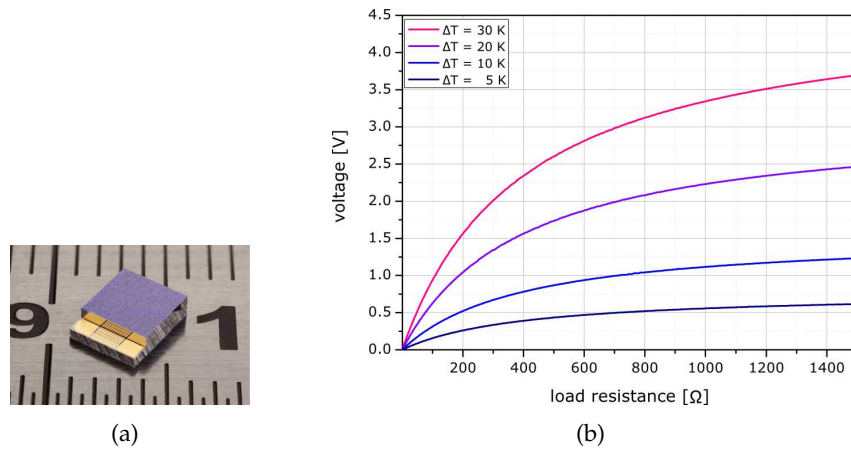 9 1
4.5
4.0
3.5
3.0
2.5
2.0
1.5
1.0
0.5
0.0
voltage [V]
ΔT = 30 K
ΔT = 20 K
ΔT = 10 K
ΔT = 5 K
200 400 600 800 1000 1200 1400
load resistance [Ω]
(a)
(b)